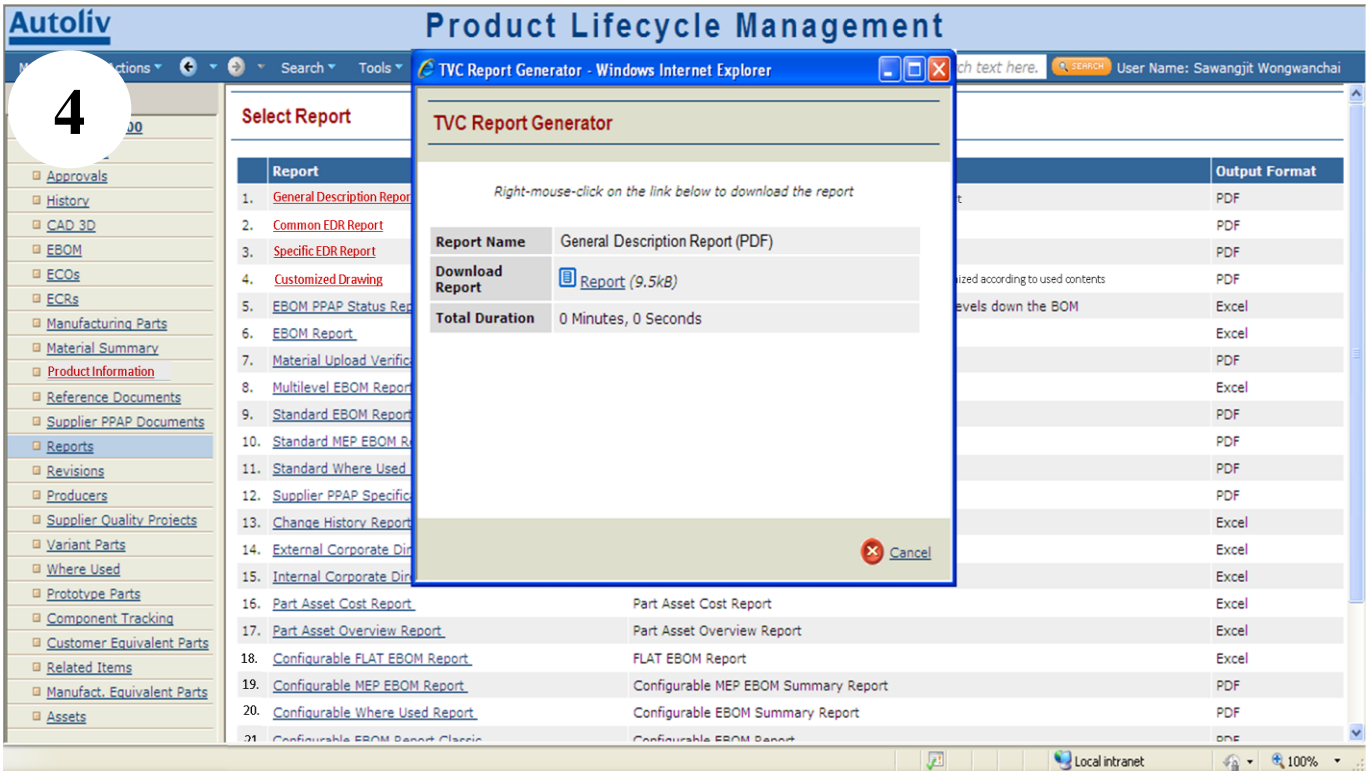 Autoliv
Product Lifecycle Management
ctions
Search
Tools
TVC Report Generator - Windows Internet Explorer
ch text here.
SEARCH
User Name: Sawangjit Wongwanchai
4
00
Approvals
History
CAD 3D
EBOM
ECOs
ECRs
Manufacturing Parts
Material Summary
Product Information
Reference Documents
Supplier PPAP Documents
Reports
Revisions
Producers
Supplier Quality Projects
Variant Parts
Where Used
Prototype Parts
Component Tracking
Customer Equivalent Parts
Related Items
Manufact. Equivalent Parts
Assets
Select Report
Report Output Format
1. General Description Repor t PDF
2. Common EDR Report PDF
3. Specific EDR Report PDF
4. Customized Drawing ized according to used contents PDF
5. EBOM PPAP Status Rep evels down the BOM Excel
6. EBOM Report Excel
7. Material Upload Verific PDF
8. Multilevel EBOM Report Excel
9. Standard EBOM Report PDF
10. Standard MEP EBOM R PDF
11. Standard Where Used PDF
12. Supplier PPAP Specific PDF
13. Change History Report Excel
14. External Corporate Dir Excel
15. Internal Corporate Dir Excel
16. Part Asset Cost Report Part Asset Cost Report Excel
17. Part Asset Overview Report Part Asset Overview Report Excel
18. Configurable FLAT EBOM Report FLAT EBOM Report Excel
19. Configurable MEP EBOM Report Configurable MEP EBOM Summary Report PDF
20. Configurable Where Used Report Configurable EBOM Summary Report PDF
21 Configurable EBOM Report Classic Configurable EBOM Report PDF
TVC Report Generator
Right-mouse-click on the link below to download the report
Report Name General Description Report (PDF)
Download Report Report (9.5kB)
Total Duration 0 Minutes, 0 Seconds
Cancel
Local intranet
100%